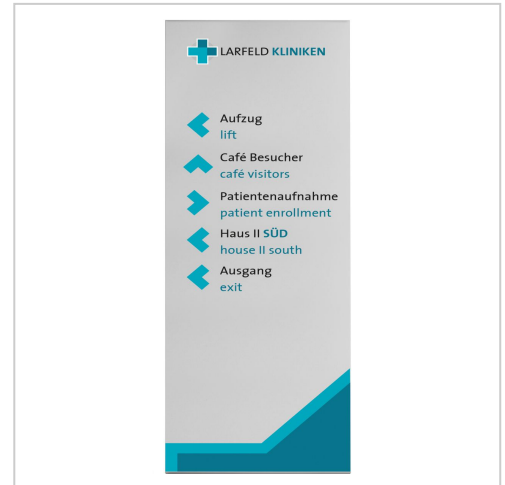 LARFELD KLINIKEN
Aufzug
lift
Café Besucher
café visitors
Patientenaufnahme
patient enrollment
Haus II SÜD
house II south
Ausgang
exit